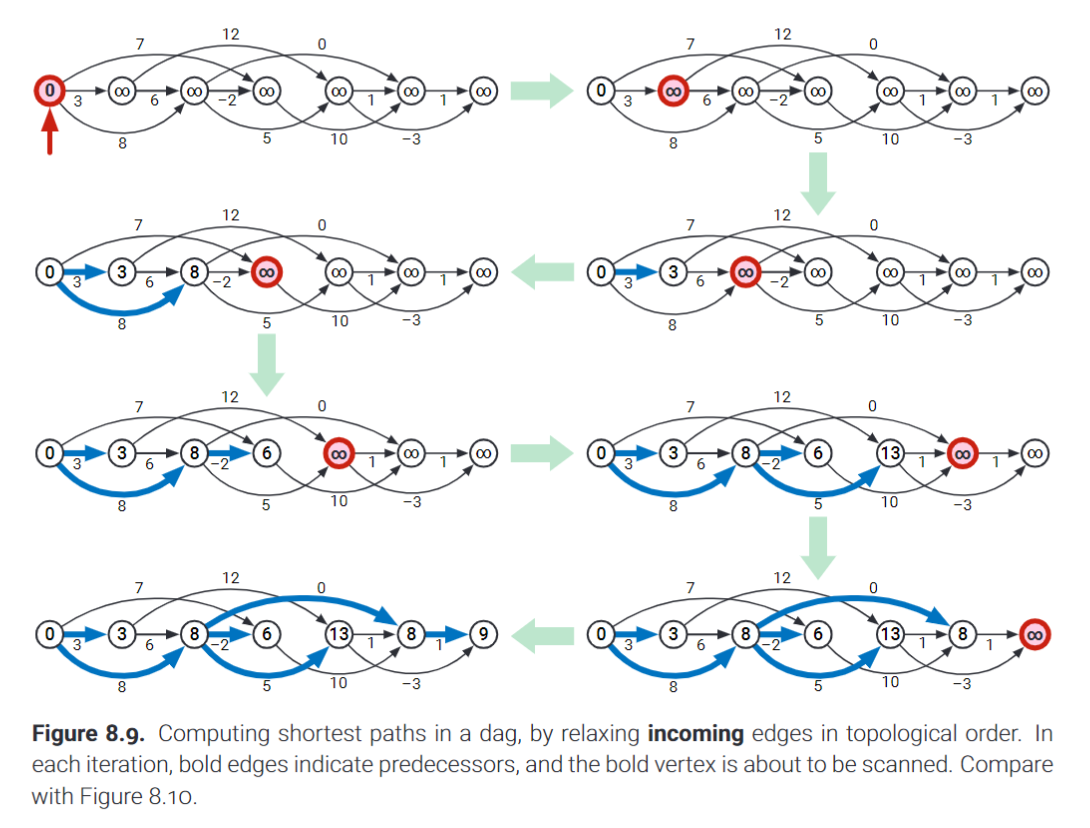 7 12 0
0 ∞ ∞ ∞ ∞ ∞ ∞
3 6 −2 1 1
8 5 10 −3
7 12 0
0 ∞ ∞ ∞ ∞ ∞ ∞
3 6 −2 1 1
8 5 10 −3
7 12 0
0 3 8 ∞ ∞ ∞ ∞
3 6 −2 1 1
8 5 10 −3
7 12 0
0 3 ∞ ∞ ∞ ∞ ∞
3 6 −2 1 1
8 5 10 −3
7 12 0
0 3 8 6 ∞ ∞ ∞
3 6 −2 1 1
8 5 10 −3
7 12 0
0 3 8 6 13 ∞ ∞
3 6 −2 1 1
8 5 10 −3
7 12 0
0 3 8 6 13 8 9
3 6 −2 1 1
8 5 10 −3
7 12 0
0 3 8 6 13 8 ∞
3 6 −2 1 1
8 5 10 −3
Figure 8.9. Computing shortest paths in a dag, by relaxing incoming edges in topological order. In
each iteration, bold edges indicate predecessors, and the bold vertex is about to be scanned. Compare
with Figure 8.10.